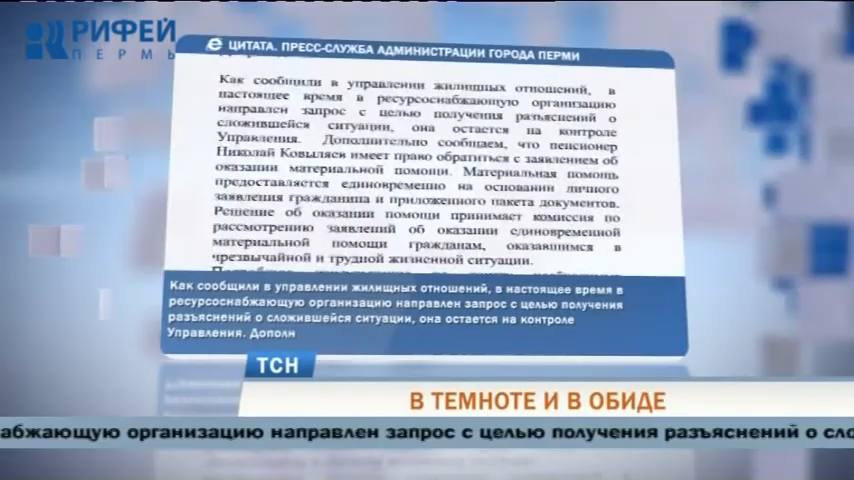 РИФЕЙ
ПЕРМЬ
ЦИТАТА. ПРЕСС-СЛУЖБА АДМИНИСТРАЦИИ ГОРОДА ПЕРМИ
Как сообщили в управлении жилищных отношений, в
настоящее время в ресурсоснабжающую организацию
направлен запрос с целью получения разъяснений о
сложившейся ситуации, она остается на контроле
Управления. Дополнительно сообщаем, что пенсионер
Николай Ковыляев имеет право обратиться с заявлением об
оказании материальной помощи. Материальная помощь
предоставляется единовременно на основании личного
заявления гражданина и приложенного пакета документов.
Решение об оказании помощи принимает комиссия по
рассмотрению заявлений об оказании единовременной
материальной помощи гражданам, оказавшимся в
чрезвычайной и трудной жизненной ситуации.
Как сообщили в управлении жилищных отношений, в настоящее время в
ресурсоснабжающую организацию направлен запрос с целью получения
разъяснений о сложившейся ситуации, она остается на контроле
Управления. Дополн
ТСН
В ТЕМНОТЕ И В ОБИДЕ
абжающую организацию направлен запрос с целью получения разъяснений о сло